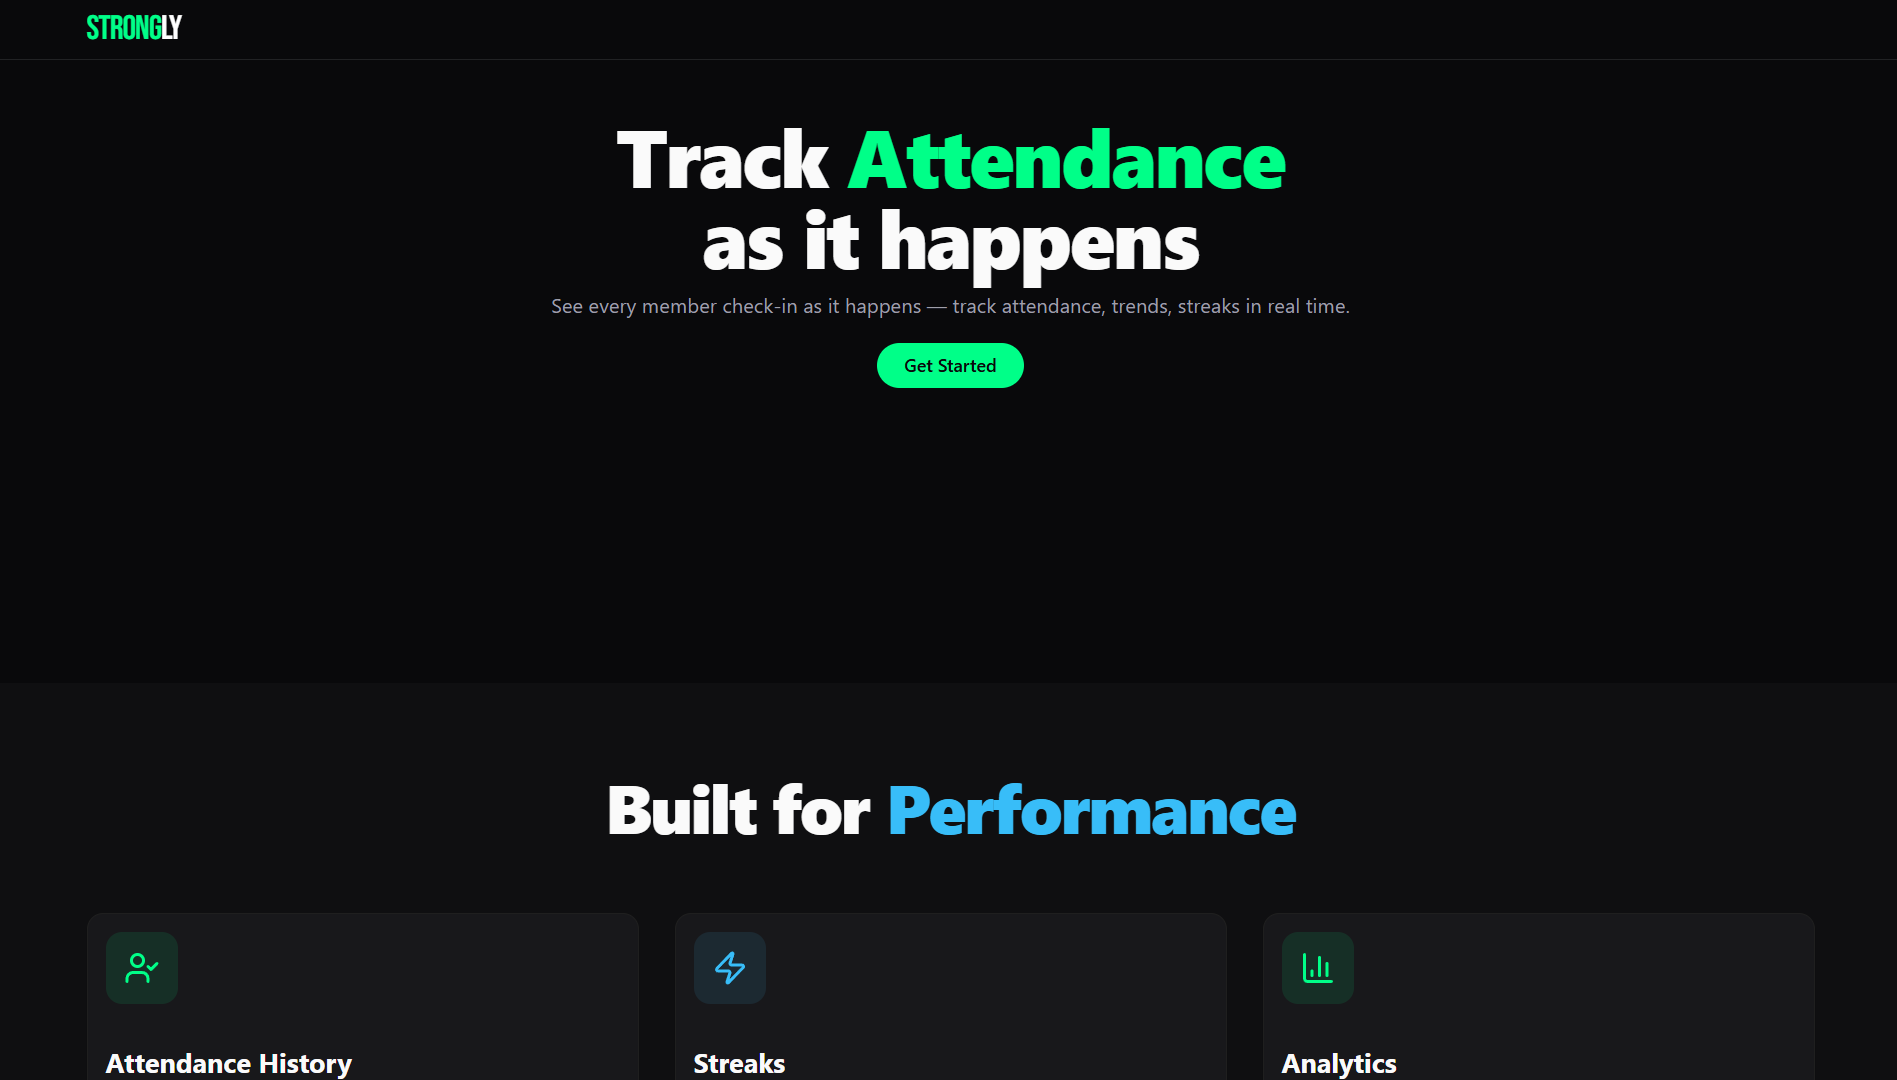 STRONGLY
Track Attendance
as it happens
See every member check-in as it happens — track attendance, trends, streaks in real time.
Get Started
Built for Performance
Attendance History
Streaks
Analytics